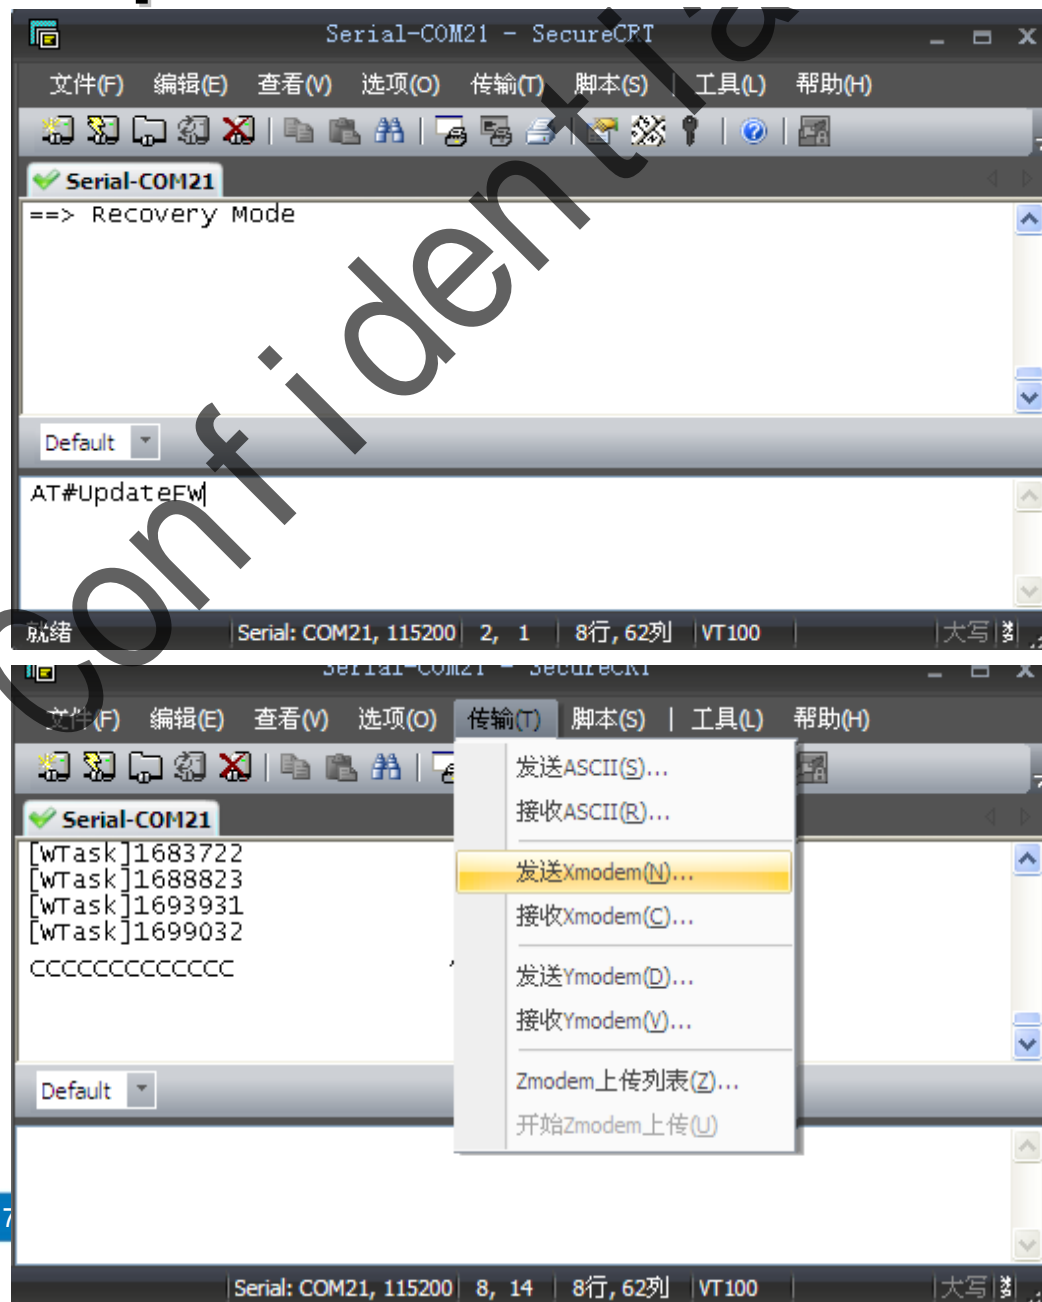 Serial-COM21 - SecureCRT
文件(F) 编辑(E) 查看(V) 选项(O) 传输(T) 脚本(S) | 工具(L) 帮助(H)
Serial-COM21
==> Recovery Mode
Default
AT#UpdateFW
就绪 Serial: COM21, 115200 2, 1 8行, 62列 VT100 大写
Serial-COM21 - SecureCRT
文件(F) 编辑(E) 查看(V) 选项(O) 传输(T) 脚本(S) | 工具(L) 帮助(H)
Serial-COM21
[wTask]1683722
[wTask]1688823
[wTask]1693931
[wTask]1699032
CCCCCCCCCCCCC
发送ASCII(S)...
接收ASCII(R)...
发送Xmodem(N)...
接收Xmodem(C)...
发送Ymodem(D)...
接收Ymodem(V)...
Zmodem上传列表(Z)...
开始Zmodem上传(U)
Default
7
Serial: COM21, 115200 8, 14 8行, 62列 VT100 大写
Confidential